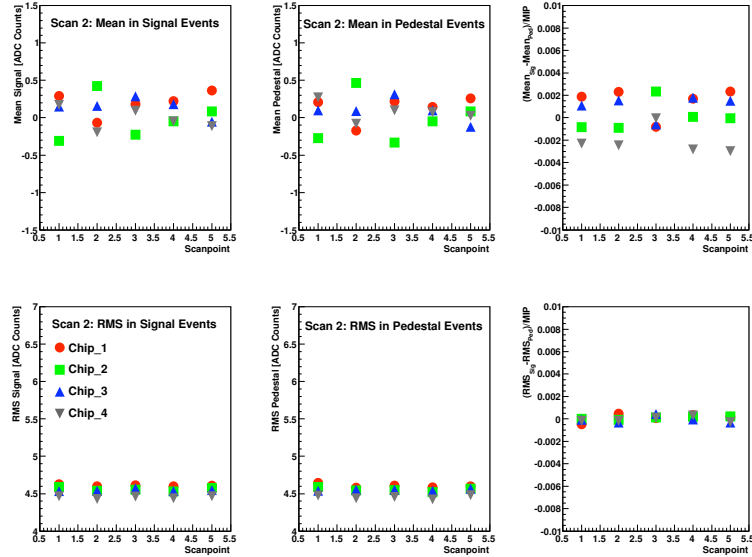 Scan 2: Mean in Signal Events
Mean Signal [ADC Counts]
1.5
1
0.5
0
-0.5
-1
-1.5
0.5 1 1.5 2 2.5 3 3.5 4 4.5 5 5.5
Scanpoint
Scan 2: Mean in Pedestal Events
Mean Pedestal [ADC Counts]
1.5
1
0.5
0
-0.5
-1
-1.5
0.5 1 1.5 2 2.5 3 3.5 4 4.5 5 5.5
Scanpoint
(Mean_Sig-Mean_Ped)/MIP
0.01
0.008
0.006
0.004
0.002
0
-0.002
-0.004
-0.006
-0.008
-0.01
0.5 1 1.5 2 2.5 3 3.5 4 4.5 5 5.5
Scanpoint
Scan 2: RMS in Signal Events
RMS Signal [ADC Counts]
Chip_1
Chip_2
Chip_3
Chip_4
7
6.5
6
5.5
5
4.5
4
0.5 1 1.5 2 2.5 3 3.5 4 4.5 5 5.5
Scanpoint
Scan 2: RMS in Pedestal Events
RMS Pedestal [ADC Counts]
7
6.5
6
5.5
5
4.5
4
0.5 1 1.5 2 2.5 3 3.5 4 4.5 5 5.5
Scanpoint
(RMS_Sig-RMS_Ped)/MIP
0.01
0.008
0.006
0.004
0.002
0
-0.002
-0.004
-0.006
-0.008
-0.01
0.5 1 1.5 2 2.5 3 3.5 4 4.5 5 5.5
Scanpoint